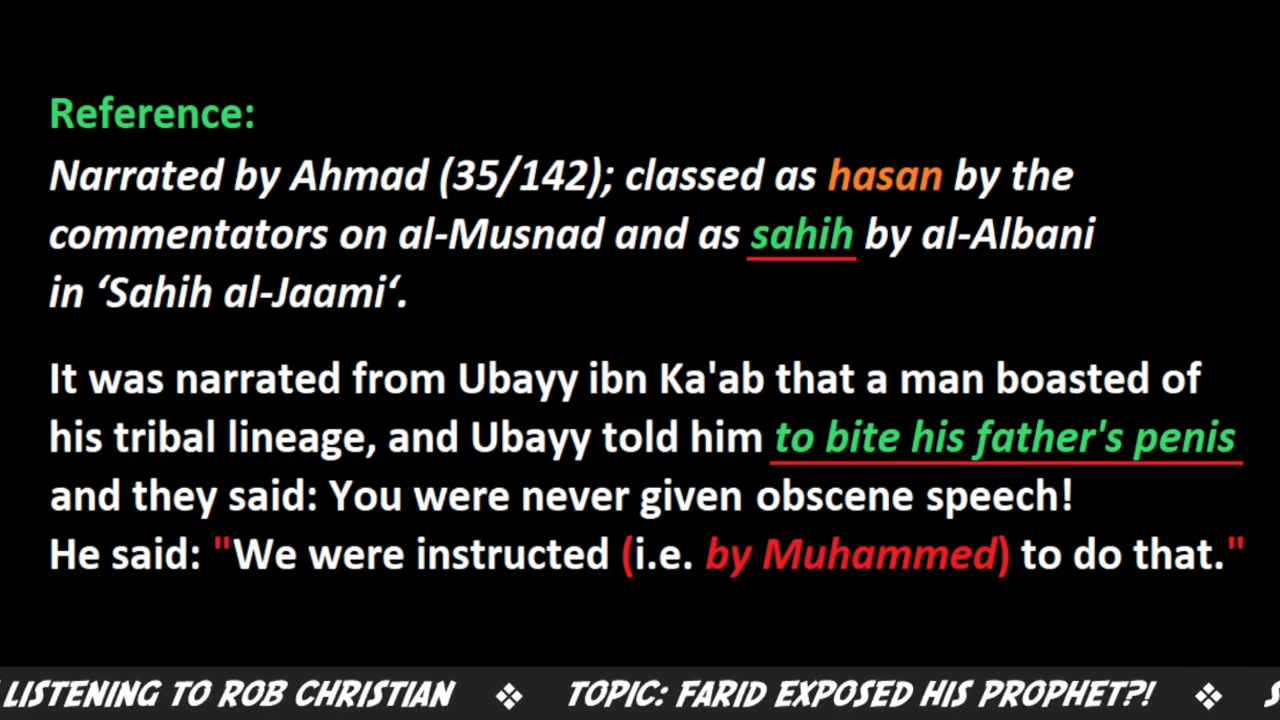 Reference:
Narrated by Ahmad (35/142); classed as hasan by the
commentators on al-Musnad and as sahih by al-Albani
in ‘Sahih al-Jaami‘.
It was narrated from Ubayy ibn Ka'ab that a man boasted of
his tribal lineage, and Ubayy told him to bite his father's penis
and they said: You were never given obscene speech!
He said: "We were instructed (i.e. by Muhammed) to do that."
LISTENING TO ROB CHRISTIAN ❖ TOPIC: FARID EXPOSED HIS PROPHET?! ❖